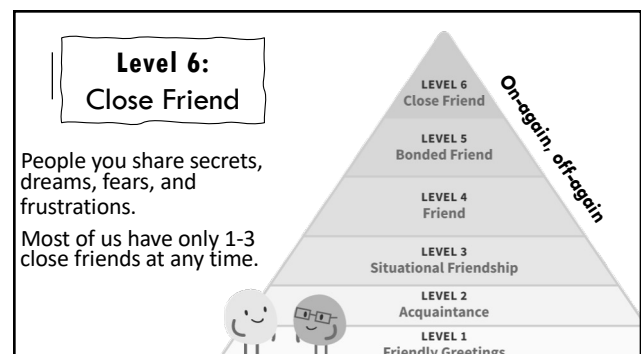 Level 6:
Close Friend
People you share secrets,
dreams, fears, and
frustrations.
Most of us have only 1-3
close friends at any time.
LEVEL 6
Close Friend
LEVEL 5
Bonded Friend
LEVEL 4
Friend
LEVEL 3
Situational Friendship
LEVEL 2
Acquaintance
LEVEL 1
Friendly Greetings
On-again, off-again